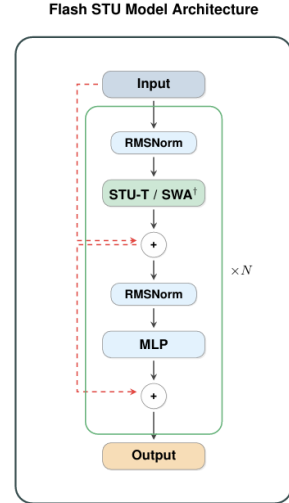 Flash STU Model Architecture
Input
RMSNorm
STU-T / SWA†
+
RMSNorm
×N
MLP
+
Output